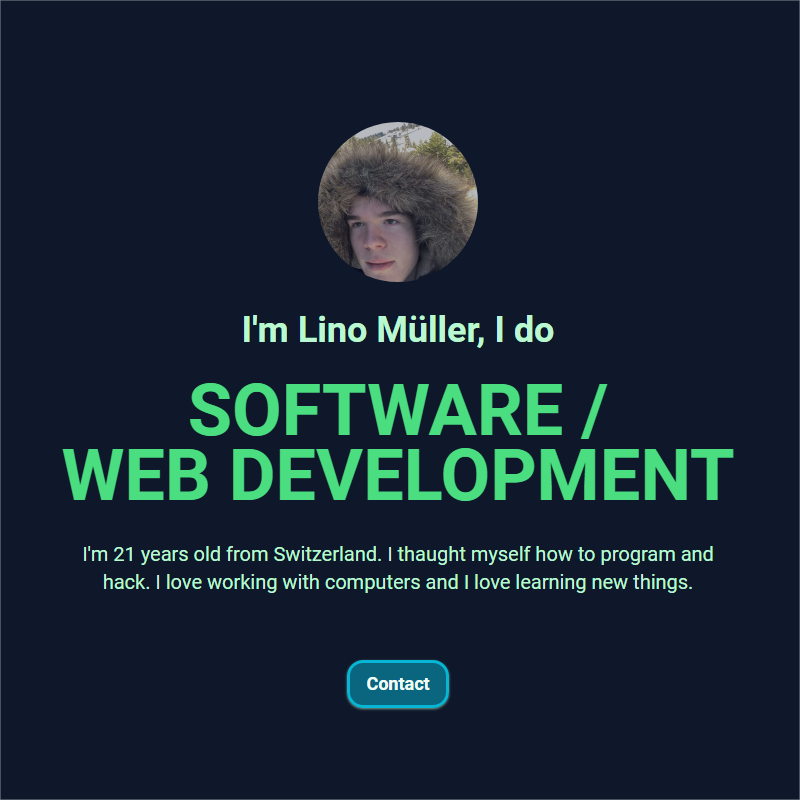 I'm Lino Müller, I do
SOFTWARE /
WEB DEVELOPMENT
I'm 21 years old from Switzerland. I thaught myself how to program and
hack. I love working with computers and I love learning new things.
Contact